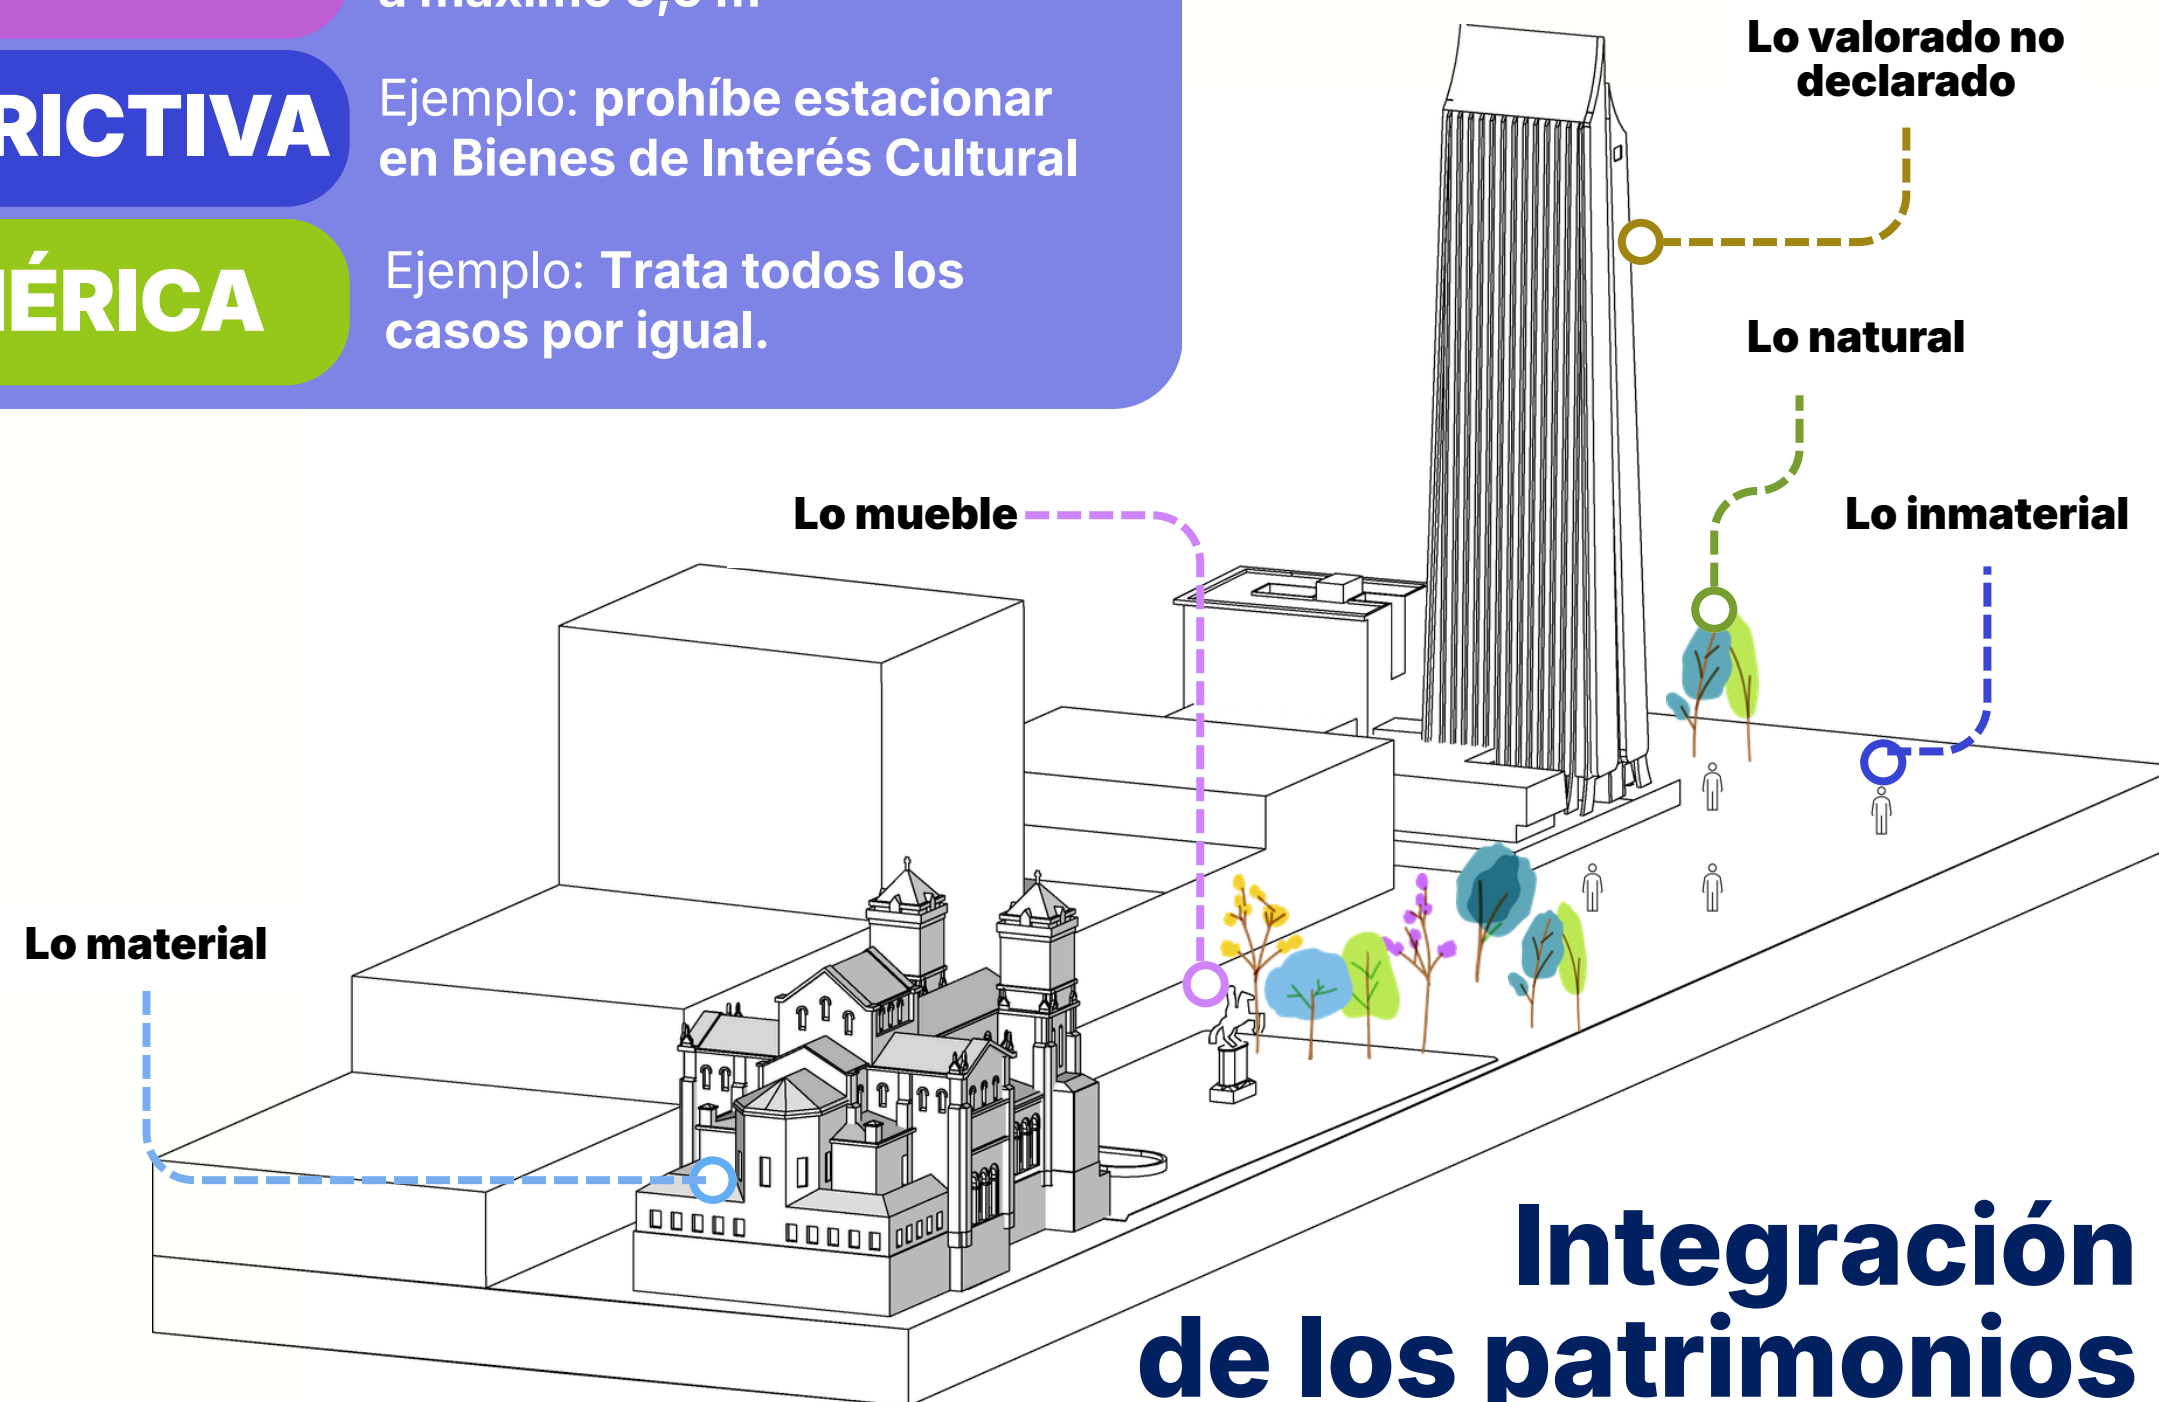 RICTIVA
Ejemplo: prohíbe estacionar
en Bienes de Interés Cultural
ÉRICA
Ejemplo: Trata todos los
casos por igual.
Lo valorado no
declarado
Lo natural
Lo mueble
Lo inmaterial
Lo material
Integración
de los patrimonios